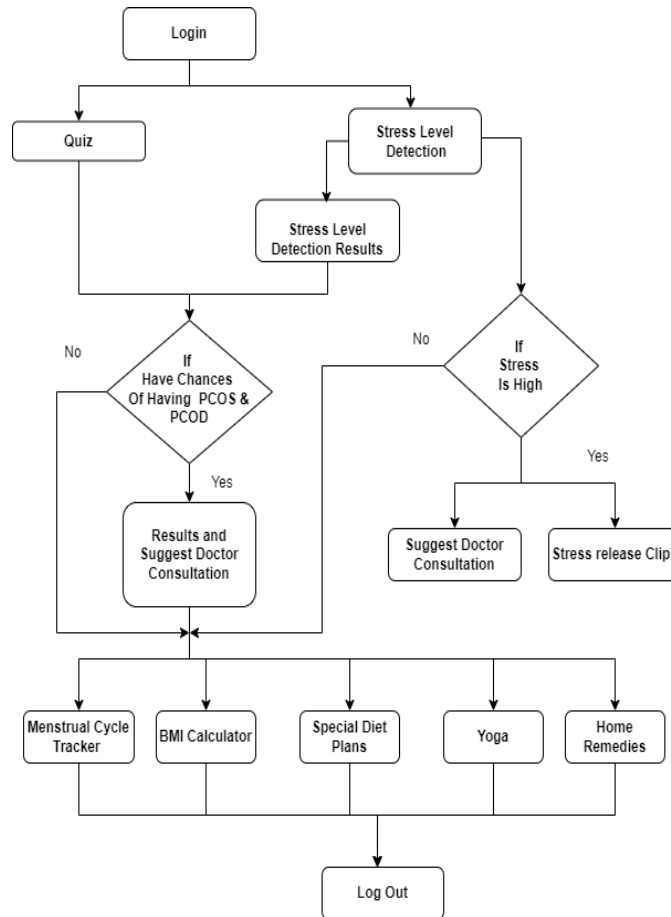 Login
Quiz
Stress Level
Detection
Stress Level
Detection Results
No
If
Have Chances
Of Having PCOS &
PCOD
Yes
No
If
Stress
Is High
Yes
Results and
Suggest Doctor
Consultation
Suggest Doctor
Consultation
Stress release Clip
Menstrual Cycle
Tracker
BMI Calculator
Special Diet
Plans
Yoga
Home
Remedies
Log Out